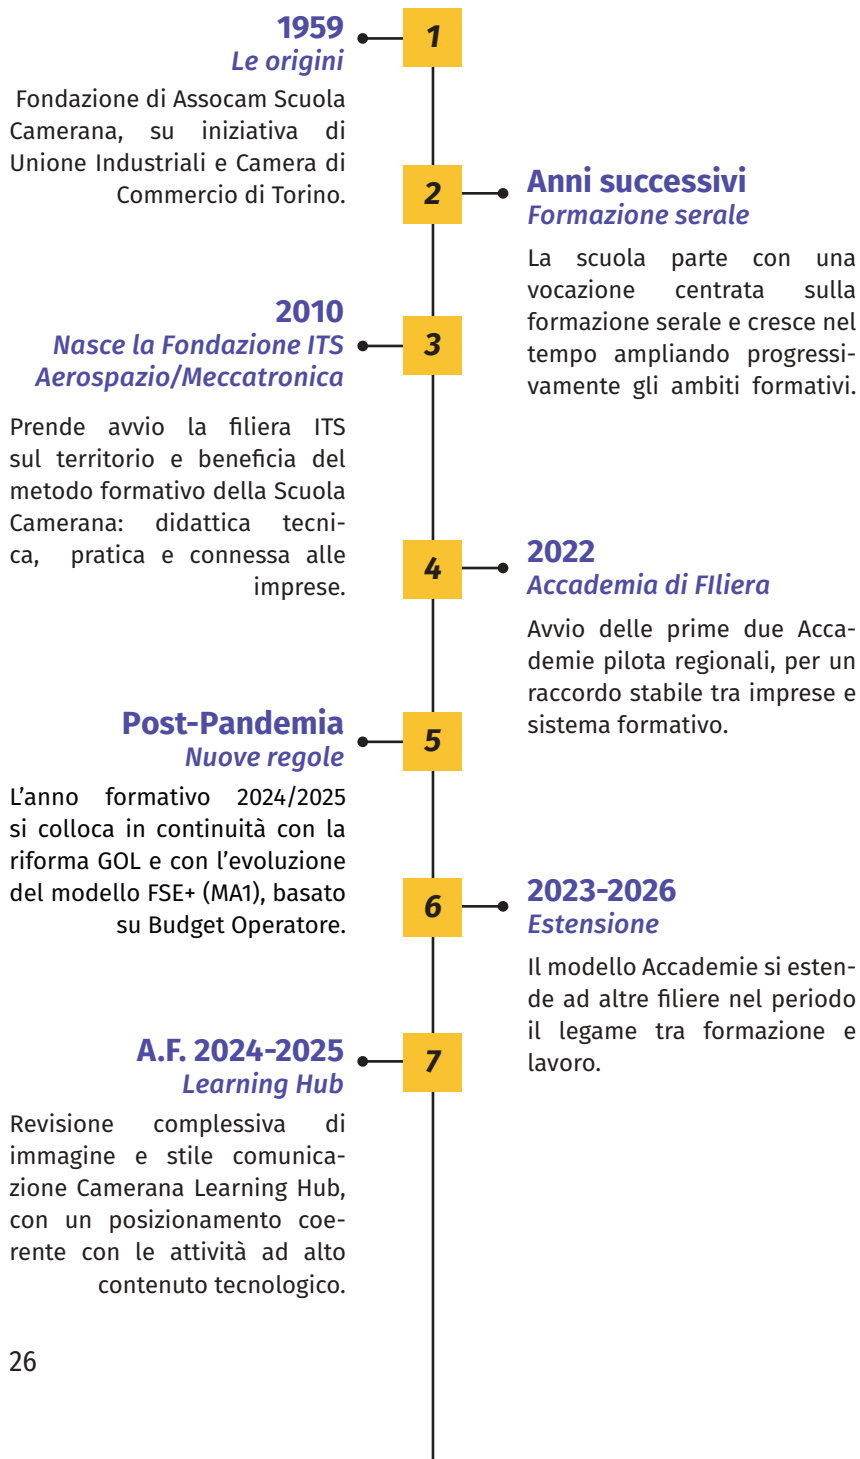 1959
Le origini
1
Fondazione di Assocam Scuola
Camerana, su iniziativa di
Unione Industriali e Camera di
Commercio di Torino.
2
Anni successivi
Formazione serale
La scuola parte con una
vocazione centrata sulla
formazione serale e cresce nel
tempo ampliando progressi-
vamente gli ambiti formativi.
2010
Nasce la Fondazione ITS
Aerospazio/Meccatronica
3
Prende avvio la filiera ITS
sul territorio e beneficia del
metodo formativo della Scuola
Camerana: didattica tecni-
ca, pratica e connessa alle
imprese.
4
2022
Accademia di FIliera
Avvio delle prime due Acca-
demie pilota regionali, per un
raccordo stabile tra imprese e
sistema formativo.
Post-Pandemia
Nuove regole
5
L'anno formativo 2024/2025
si colloca in continuità con la
riforma GOL e con l'evoluzione
del modello FSE+ (MA1), basato
su Budget Operatore.
6
2023-2026
Estensione
Il modello Accademie si esten-
de ad altre filiere nel periodo
il legame tra formazione e
lavoro.
A.F. 2024-2025
Learning Hub
7
Revisione complessiva di
immagine e stile comunica-
zione Camerana Learning Hub,
con un posizionamento coe-
rente con le attività ad alto
contenuto tecnologico.
26